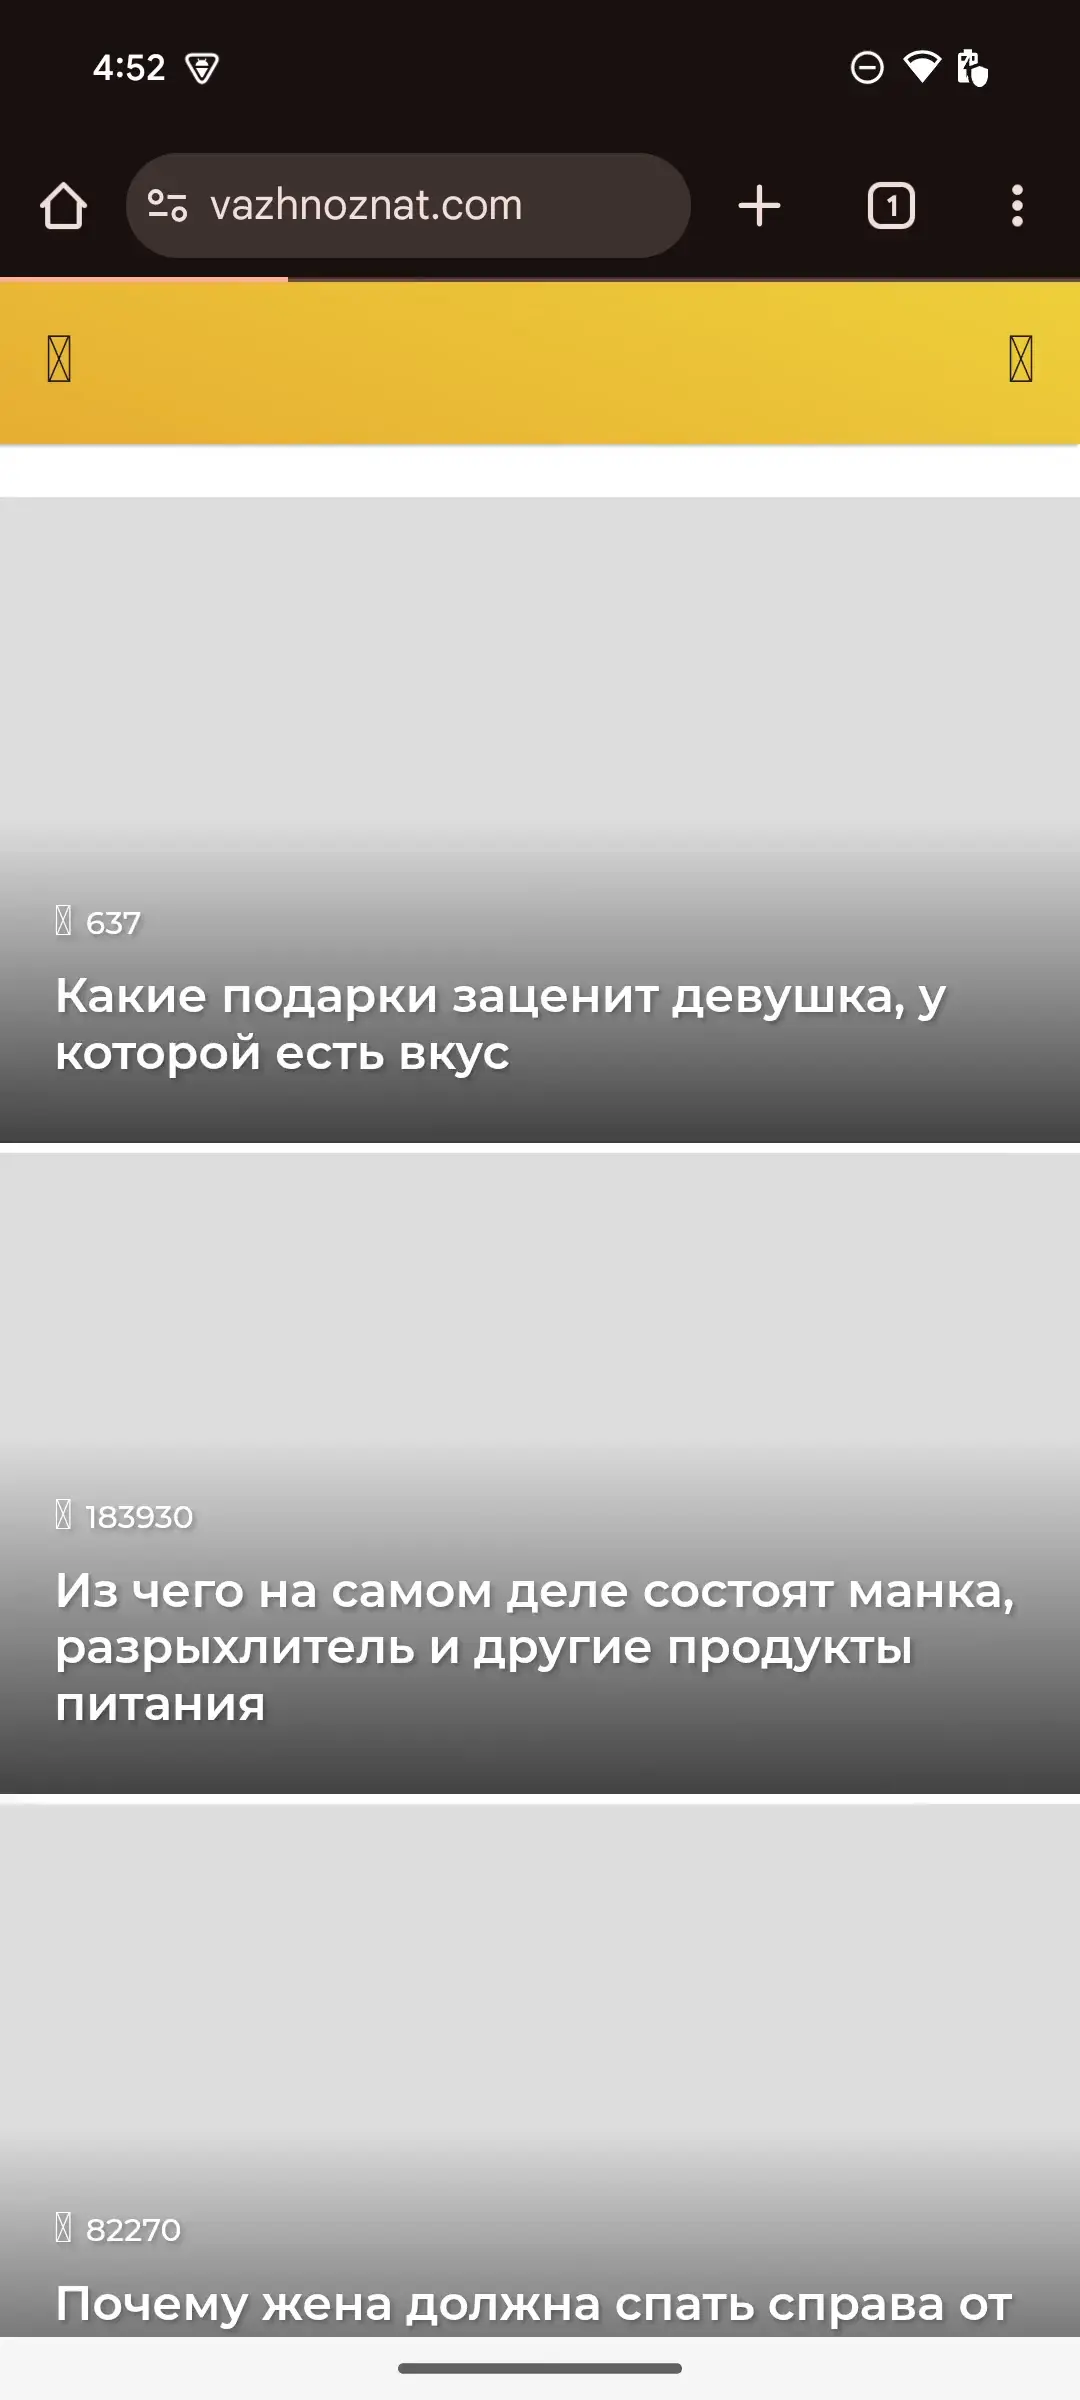 4:52
vazhnoznat.com
1
637
Какие подарки заценит девушка, у
которой есть вкус
183930
Из чего на самом деле состоят манка,
разрыхлитель и другие продукты
питания
82270
Почему жена должна спать справа от